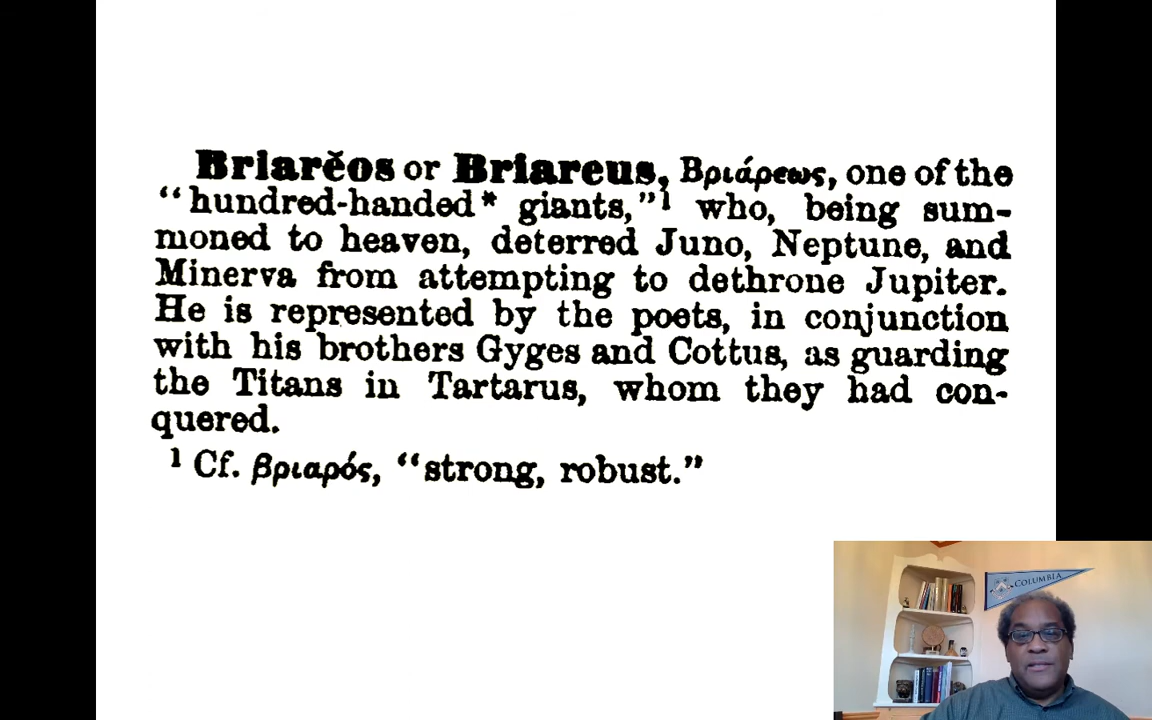 Briarĕos or Briareus, Βριάρεως, one of the
“hundred-handed* giants,”¹ who, being sum-
moned to heaven, deterred Juno, Neptune, and
Minerva from attempting to dethrone Jupiter.
He is represented by the poets, in conjunction
with his brothers Gyges and Cottus, as guarding
the Titans in Tartarus, whom they had con-
quered.
¹ Cf. βριαρός, “strong, robust.”
COLUMBIA